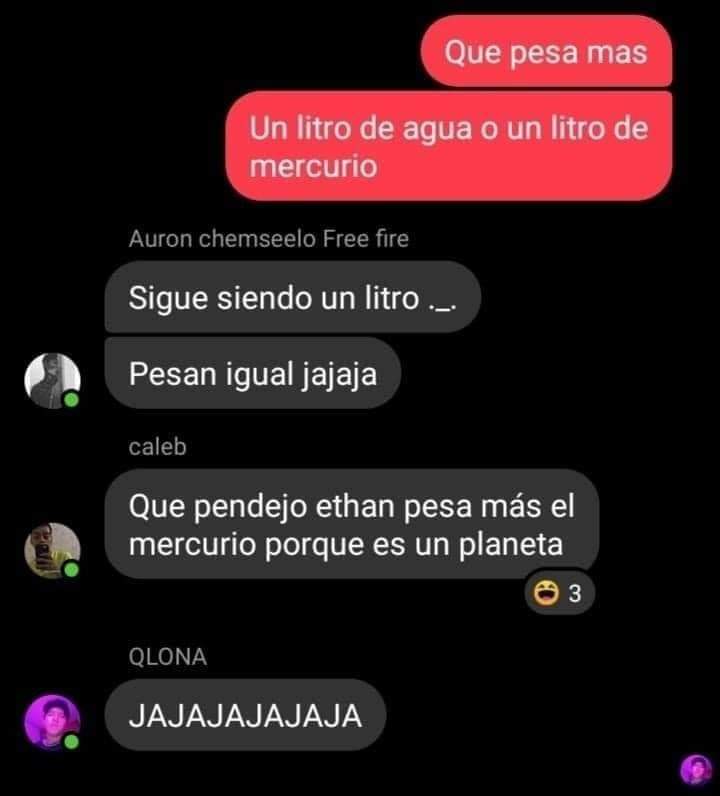 Que pesa mas
Un litro de agua o un litro de
mercurio
Auron chemseelo Free fire
Sigue siendo un litro ._.
Pesan igual jajaja
caleb
Que pendejo ethan pesa más el
mercurio porque es un planeta
😆 3
QLONA
JAJAJAJAJAJA